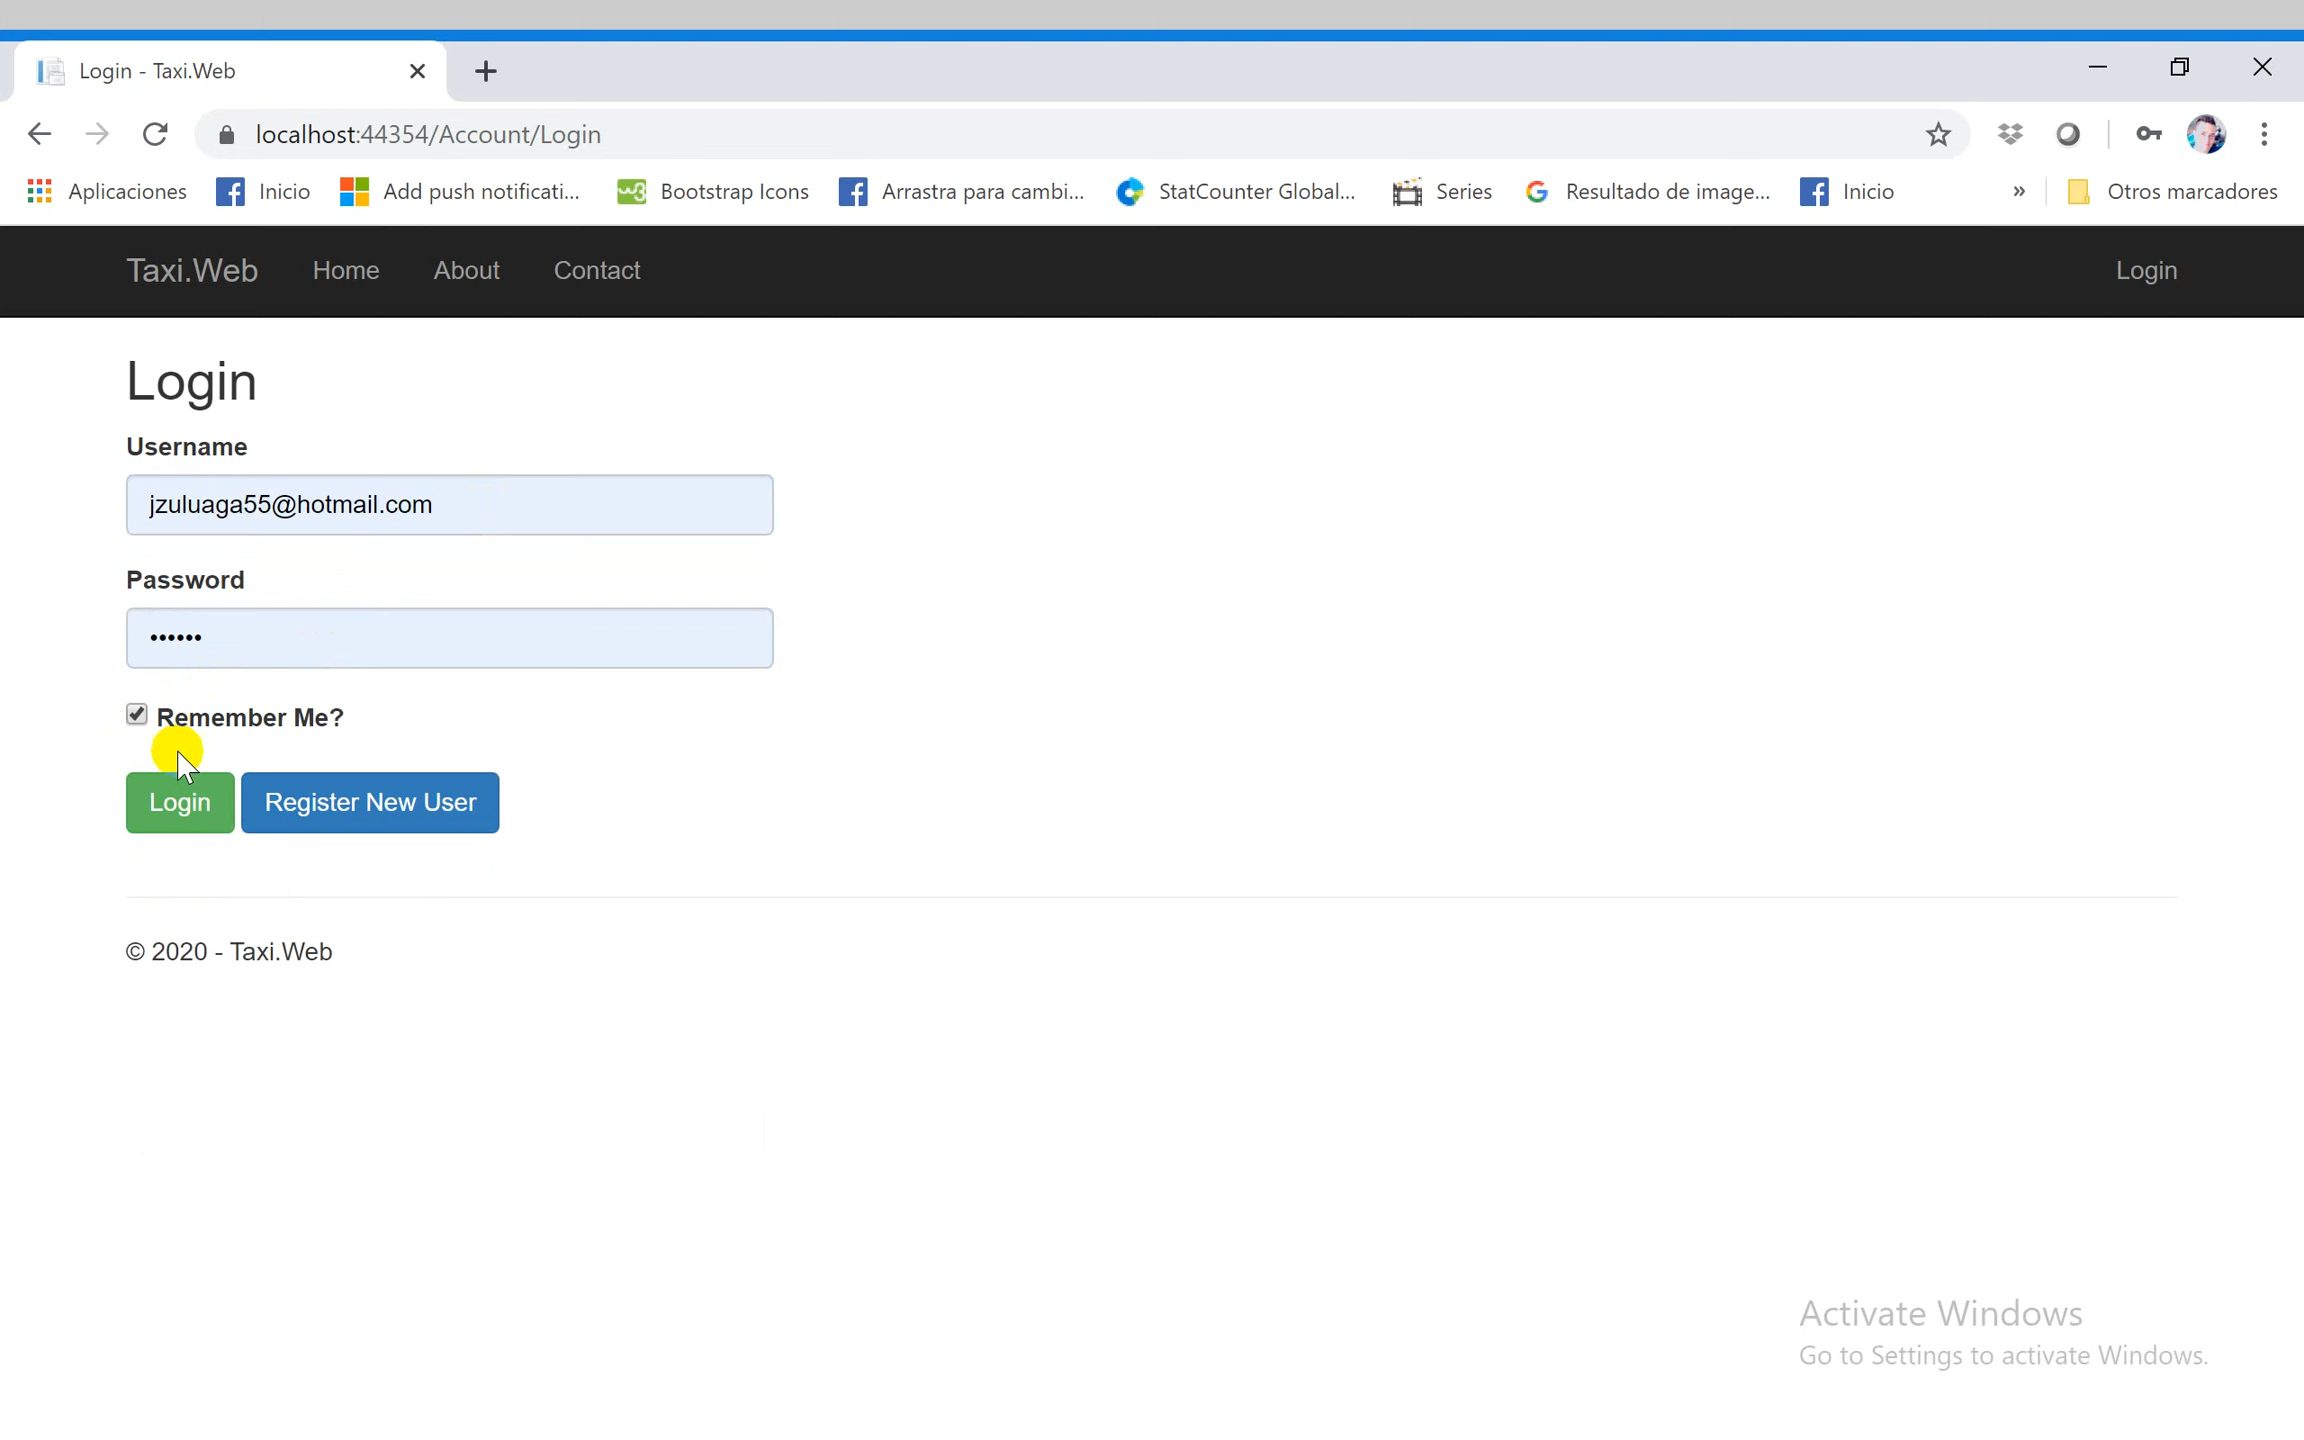 Login - Taxi.Web
localhost:44354/Account/Login
Aplicaciones Inicio Add push notificati... Bootstrap Icons Arrastra para cambi... StatCounter Global... Series Resultado de image... Inicio » Otros marcadores
Taxi.Web Home About Contact Login
Login
Username
jzuluaga55@hotmail.com
Password
••••••
Remember Me?
Login Register New User
© 2020 - Taxi.Web
Activate Windows
Go to Settings to activate Windows.